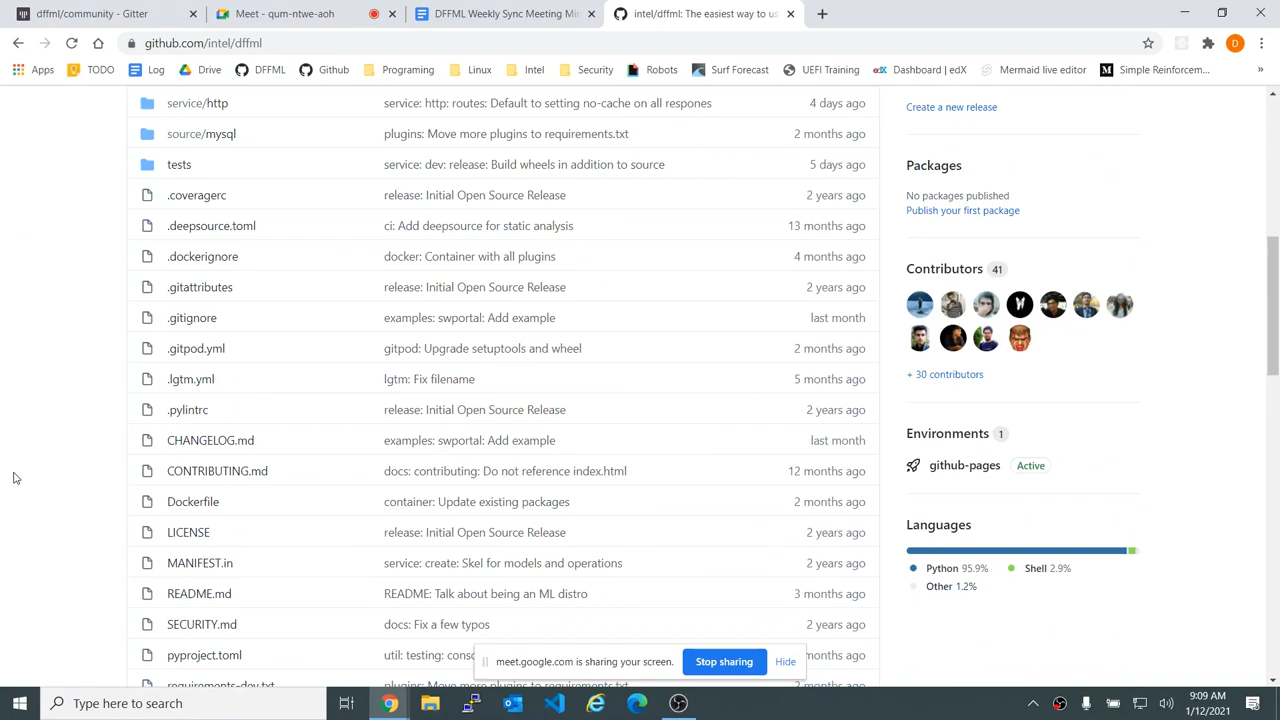 dffml/community - Gitter
Meet - qum-ntwe-aoh
DFFML Weekly Sync Meeting Mi
intel/dffml: The easiest way to us
github.com/intel/dffml
D
Apps
TODO
Log
Drive
DFFML
Github
Programing
Linux
Intel
Security
Robots
Surf Forecast
UEFI Training
Dashboard | edX
Mermaid live editor
Simple Reinforcem...
service/http service: http: routes: Default to setting no-cache on all respones 4 days ago
source/mysql plugins: Move more plugins to requirements.txt 2 months ago
tests service: dev: release: Build wheels in addition to source 5 days ago
.coveragerc release: Initial Open Source Release 2 years ago
.deepsource.toml ci: Add deepsource for static analysis 13 months ago
.dockerignore docker: Container with all plugins 4 months ago
.gitattributes release: Initial Open Source Release 2 years ago
.gitignore examples: swportal: Add example last month
.gitpod.yml gitpod: Upgrade setuptools and wheel 2 months ago
.lgtm.yml lgtm: Fix filename 5 months ago
.pylintrc release: Initial Open Source Release 2 years ago
CHANGELOG.md examples: swportal: Add example last month
CONTRIBUTING.md docs: contributing: Do not reference index.html 12 months ago
Dockerfile container: Update existing packages 2 months ago
LICENSE release: Initial Open Source Release 2 years ago
MANIFEST.in service: create: Skel for models and operations 2 years ago
README.md README: Talk about being an ML distro 3 months ago
SECURITY.md docs: Fix a few typos 2 years ago
pyproject.toml util: testing: months ago
requirements-dev.txt plugins: Move more plugins to requirements.txt 2 months ago
Create a new release
Packages
No packages published
Publish your first package
Contributors 41
+ 30 contributors
Environments 1
github-pages Active
Languages
Python 95.9%
Shell 2.9%
Other 1.2%
meet.google.com is sharing your screen.
Stop sharing
Hide
Type here to search
9:09 AM
1/12/2021